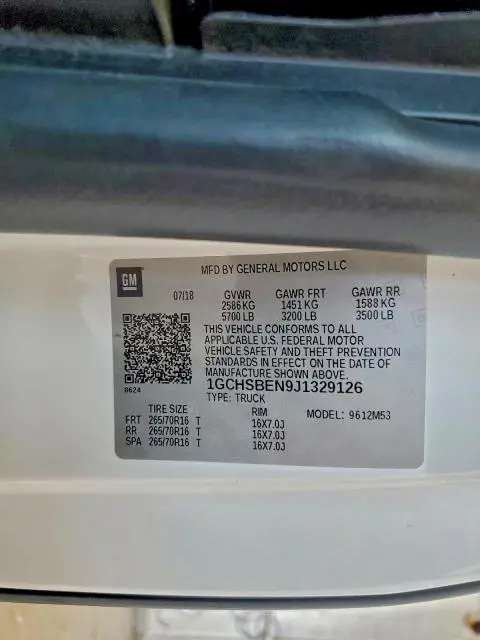 GM
MFD BY GENERAL MOTORS LLC
07/18 GVWR GAWR FRT GAWR RR
2586 KG 1451 KG 1588 KG
5700 LB 3200 LB 3500 LB
THIS VEHICLE CONFORMS TO ALL
APPLICABLE U.S. FEDERAL MOTOR
VEHICLE SAFETY AND THEFT PREVENTION
STANDARDS IN EFFECT ON THE DATE OF
MANUFACTURE SHOWN ABOVE.
8624 1GCHSBEN9J1329126
TYPE: TRUCK
TIRE SIZE RIM MODEL: 9612M53
FRT 265/70R16 T 16X7.0J
RR 265/70R16 T 16X7.0J
SPA 265/70R16 T 16X7.0J